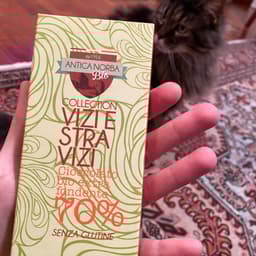 ANTICA NORBA
Bio
COLLECTION
VIZI E
STRA
VIZI
Cioccolato
bio extra
fondente
70%
SENZA GLUTINE